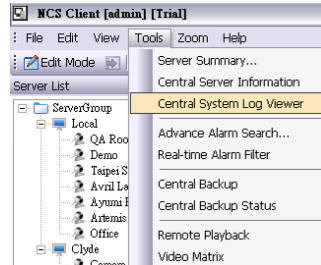 NCS Client [admin] [Trial]
File Edit View Tools Zoom Help
Edit Mode
Server List
ServerGroup
Local
QA Roo
Demo
Taipei S
Avril La
Ayumi H
Artemis
Office
Clyde
Server Summary...
Central Server Information
Central System Log Viewer
Advance Alarm Search...
Real-time Alarm Filter
Central Backup
Central Backup Status
Remote Playback
Video Matrix